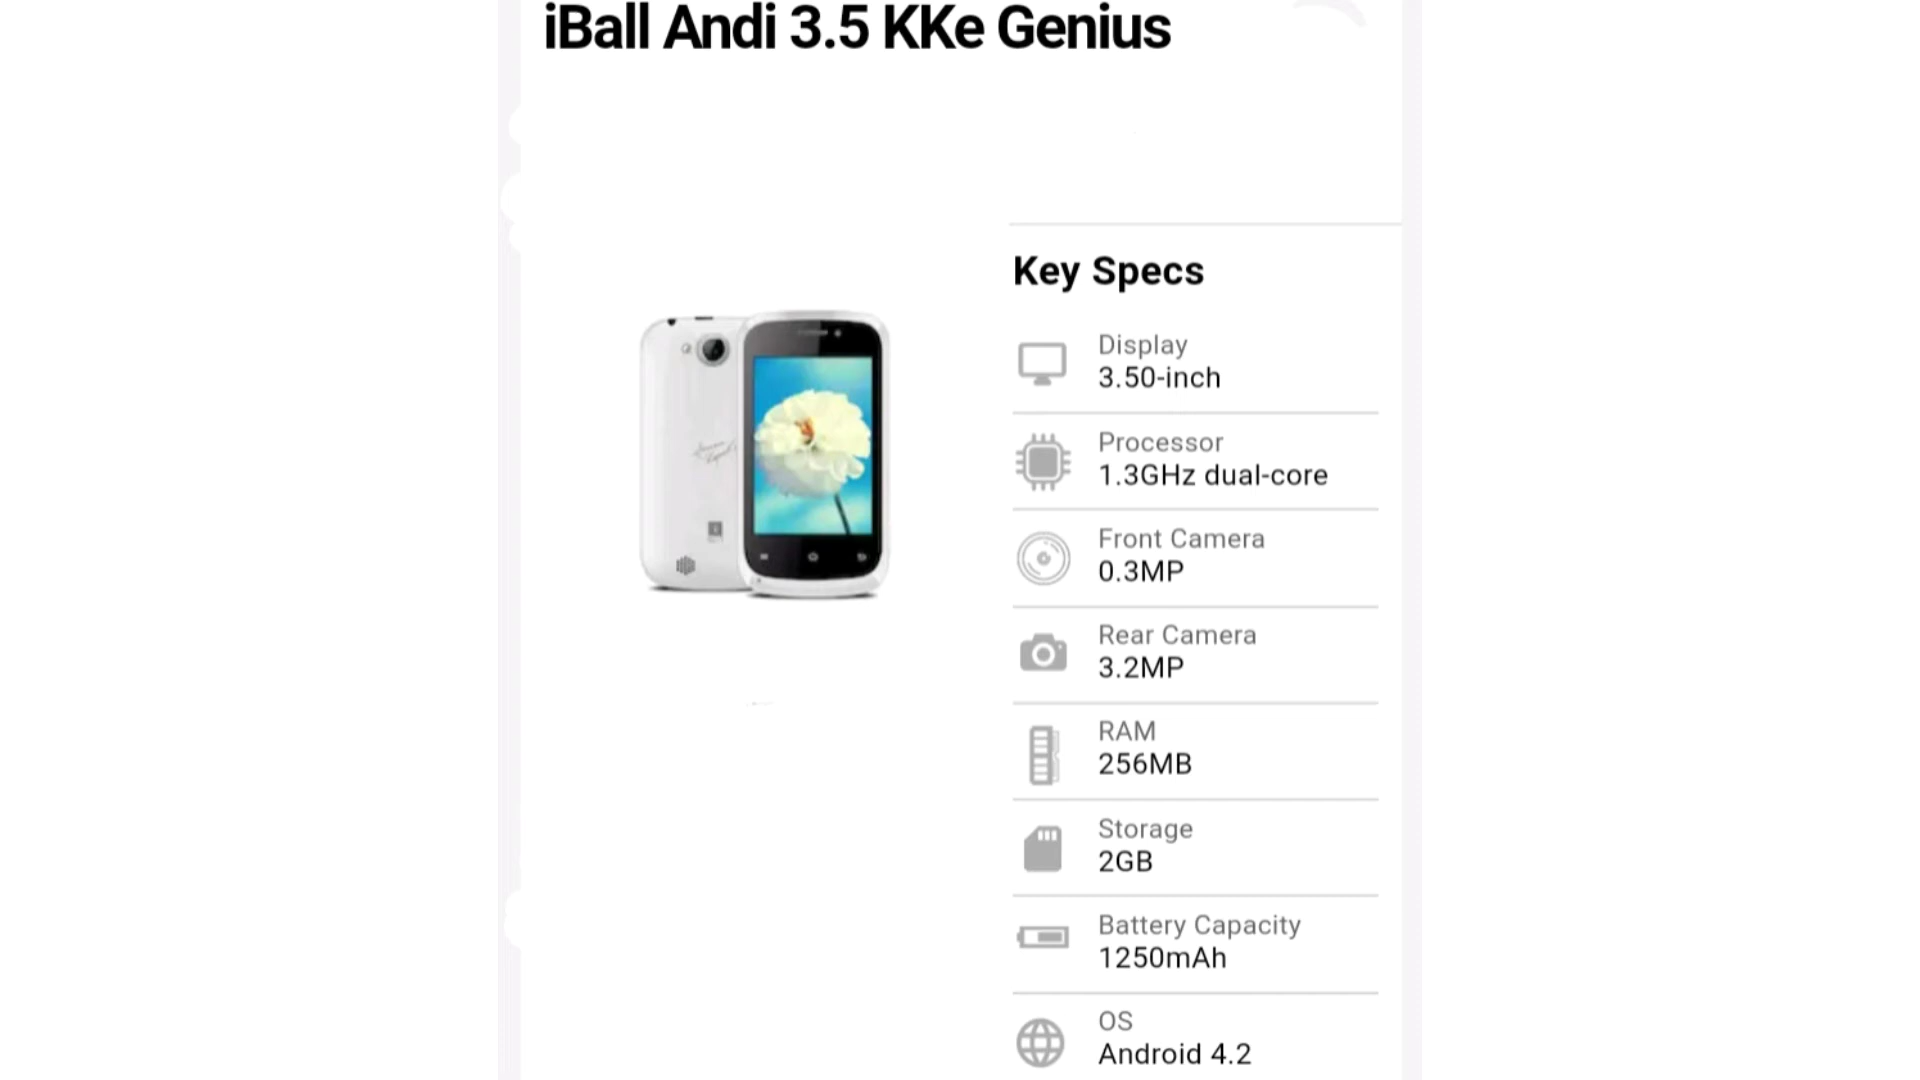 iBall Andi 3.5 KKe Genius
Key Specs
Display
3.50-inch
Processor
1.3GHz dual-core
Front Camera
0.3MP
Rear Camera
3.2MP
RAM
256MB
Storage
2GB
Battery Capacity
1250mAh
OS
Android 4.2